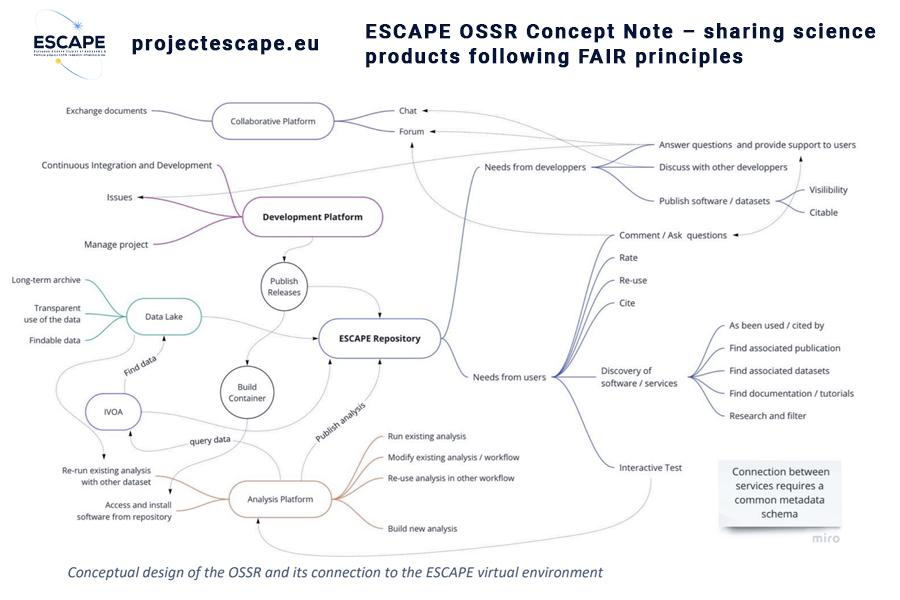 ESCAPE
projectescape.eu
ESCAPE OSSR Concept Note – sharing science
products following FAIR principles
Exchange documents
Collaborative Platform
Chat
Forum
Continuous Integration and Development
Issues
Manage project
Development Platform
Needs from developpers
Answer questions and provide support to users
Discuss with other developpers
Publish software / datasets
Visibility
Citable
Comment / Ask questions
Rate
Re-use
Cite
Publish
Releases
Long-term archive
Transparent
use of the data
Findable data
Data Lake
ESCAPE Repository
Needs from users
Discovery of
software / services
As been used / cited by
Find associated publication
Find associated datasets
Find documentation / tutorials
Research and filter
Find data
Build
Container
IVOA
query data
Publish analysis
Re-run existing analysis
with other dataset
Access and install
software from repository
Analysis Platform
Run existing analysis
Modify existing analysis / workflow
Re-use analysis in other workflow
Build new analysis
Interactive Test
Connection between
services requires a
common metadata
schema
miro
Conceptual design of the OSSR and its connection to the ESCAPE virtual environment